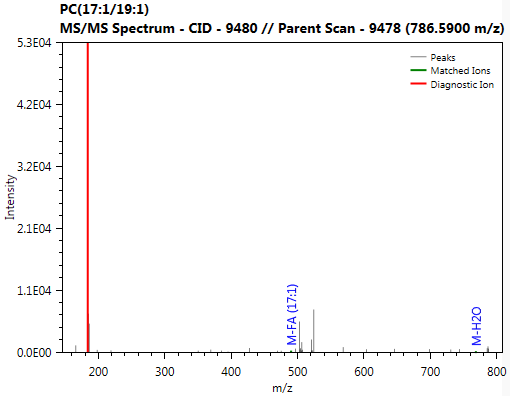 PC(17:1/19:1)
MS/MS Spectrum - CID - 9480 // Parent Scan - 9478 (786.5900 m/z)
5.3E04
4.2E04
3.2E04
2.1E04
1.1E04
0.0E00
Intensity
Peaks
Matched Ions
Diagnostic Ion
M-FA (17:1)
M-H2O
200
300
400
500
600
700
800
m/z